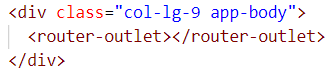 <div class="col-lg-9 app-body">
  <router-outlet></router-outlet>
</div>